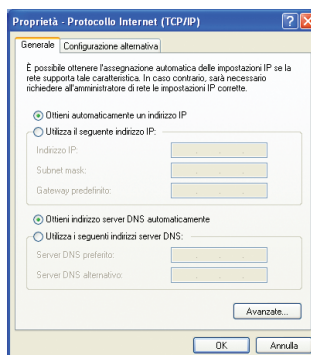 Proprietà - Protocollo Internet (TCP/IP)
Generale
Configurazione alternativa
È possibile ottenere l'assegnazione automatica delle impostazioni IP se la
rete supporta tale caratteristica. In caso contrario, sarà necessario
richiedere all'amministratore di rete le impostazioni IP corrette.
Ottieni automaticamente un indirizzo IP
Utilizza il seguente indirizzo IP:
Indirizzo IP:
Subnet mask:
Gateway predefinito:
Ottieni indirizzo server DNS automaticamente
Utilizza i seguenti indirizzi server DNS:
Server DNS preferito:
Server DNS alternativo:
Avanzate...
OK
Annulla